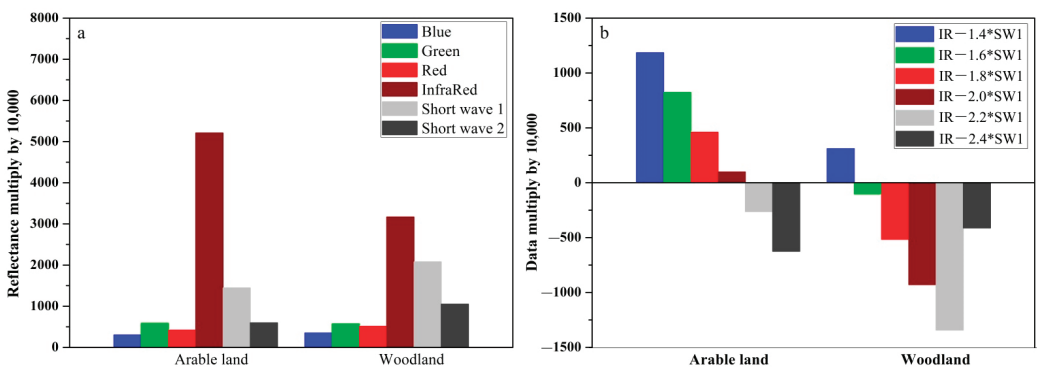 a
8000
7000
6000
5000
4000
3000
2000
1000
0
Reflectance multiply by 10,000
Blue
Green
Red
InfraRed
Short wave 1
Short wave 2
Arable land
Woodland
b
1500
1000
500
0
−500
−1000
−1500
Data multiply by 10,000
IR－1.4*SW1
IR－1.6*SW1
IR－1.8*SW1
IR－2.0*SW1
IR－2.2*SW1
IR－2.4*SW1
Arable land
Woodland